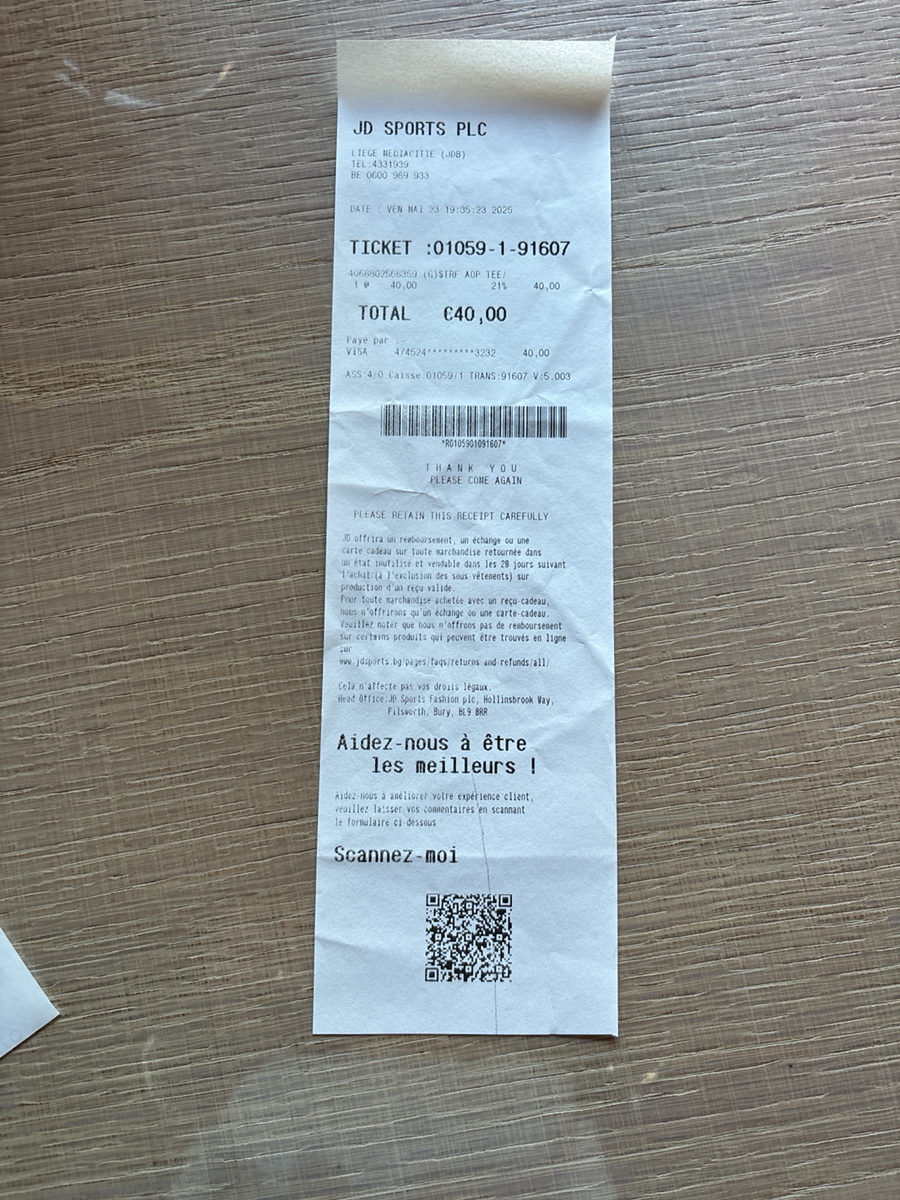 JD SPORTS PLC
LIEGE MEDIACITIE (JDB)
TEL:4331939
BE 0600 969 933
DATE : VEN MAI 23 19:35:23 2025
TICKET :01059-1-91607
4066802566359 (G)STRF AOP TEE/
1 @ 40,00 21% 40,00
TOTAL €40,00
Paye par :-
VISA 474524*********3232 40,00
ASS:4/0 Caisse:01059/1 TRANS:91607 V:5.003
*R0105901091607*
THANK YOU
PLEASE COME AGAIN
PLEASE RETAIN THIS RECEIPT CAREFULLY
JD offrira un remboursement, un échange ou une
carte cadeau sur toute marchandise retournée dans
un état inutilisé et vendable dans les 28 jours suivant
l'achat (à l'exclusion des sous-vêtements) sur
production d'un reçu valide.
Pour toute marchandise achetée avec un reçu-cadeau,
nous n'offrirons qu'un échange ou une carte-cadeau.
Veuillez noter que nous n'offrons pas de remboursement
sur certains produits qui peuvent être trouvés en ligne
sur
www.jdsports.bg/pages/faqs/returns-and-refunds/all/
Cela n'affecte pas vos droits légaux.
Head Office:JD Sports Fashion plc, Hollinsbrook Way,
Pilsworth, Bury, BL9 8RR
Aidez-nous à être
les meilleurs !
Aidez-nous à améliorer votre expérience client,
veuillez laisser vos commentaires en scannant
le formulaire ci-dessous
Scannez-moi